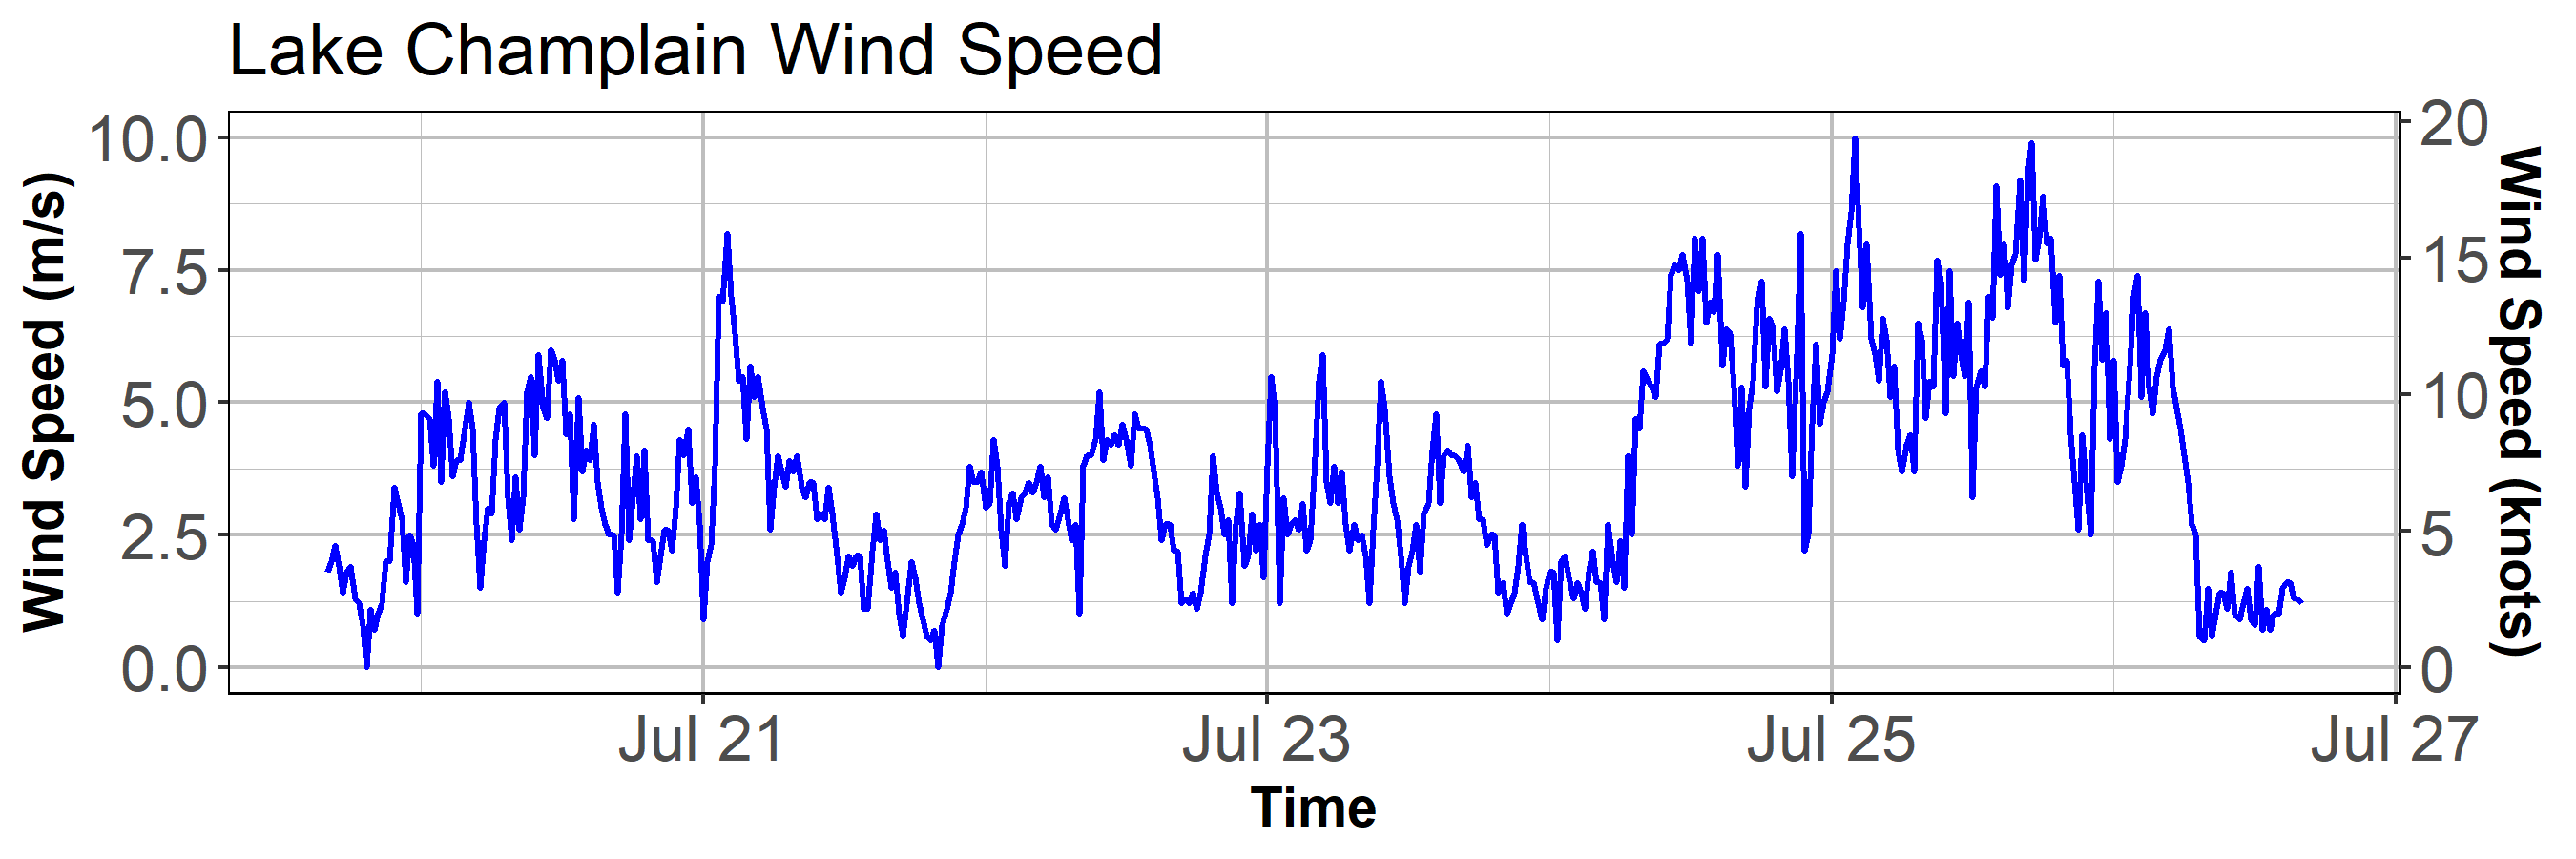 Lake Champlain Wind Speed
Wind Speed (m/s)
10.0
7.5
5.0
2.5
0.0
20
15
10
5
0
Wind Speed (knots)
Jul 21 Jul 23 Jul 25 Jul 27
Time